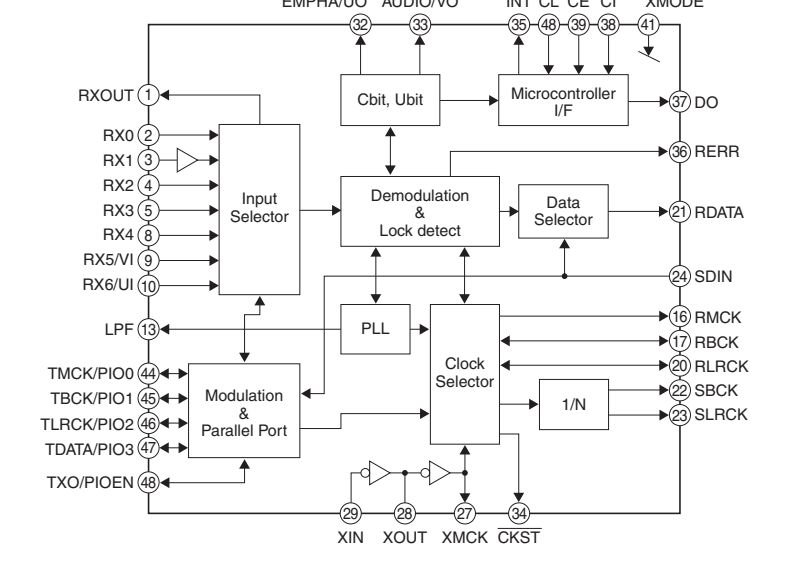 EMPHA/UO AUDIO/VO INT CL CE CI XMODE
32 33 35 48 39 38 41
RXOUT 1
Cbit, Ubit
Microcontroller
I/F
37 DO
RX0 2
RX1 3
RX2 4
RX3 5
RX4 8
RX5/VI 9
RX6/UI 10
Input
Selector
36 RERR
Demodulation
&
Lock detect
Data
Selector
21 RDATA
24 SDIN
LPF 13
PLL
Clock
Selector
16 RMCK
17 RBCK
20 RLRCK
22 SBCK
23 SLRCK
1/N
TMCK/PIO0 44
TBCK/PIO1 45
TLRCK/PIO2 46
TDATA/PIO3 47
TXO/PIOEN 48
Modulation
&
Parallel Port
29 28 27 34
XIN XOUT XMCK CKST